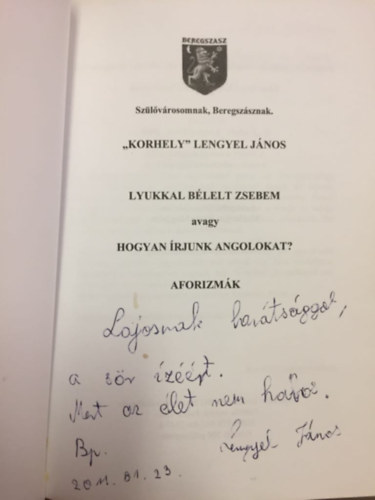 BEREGSZÁSZ
Szülővárosomnak, Beregszásznak.
„KORHELY” LENGYEL JÁNOS
LYUKKAL BÉLELT ZSEBEM
avagy
HOGYAN ÍRJUNK ANGOLOKAT?
AFORIZMÁK
Lajosnak barátsággal,
a sör ízéért.
Mert az élet nem habos.
Bp. Lengyel János
2011.01.23.